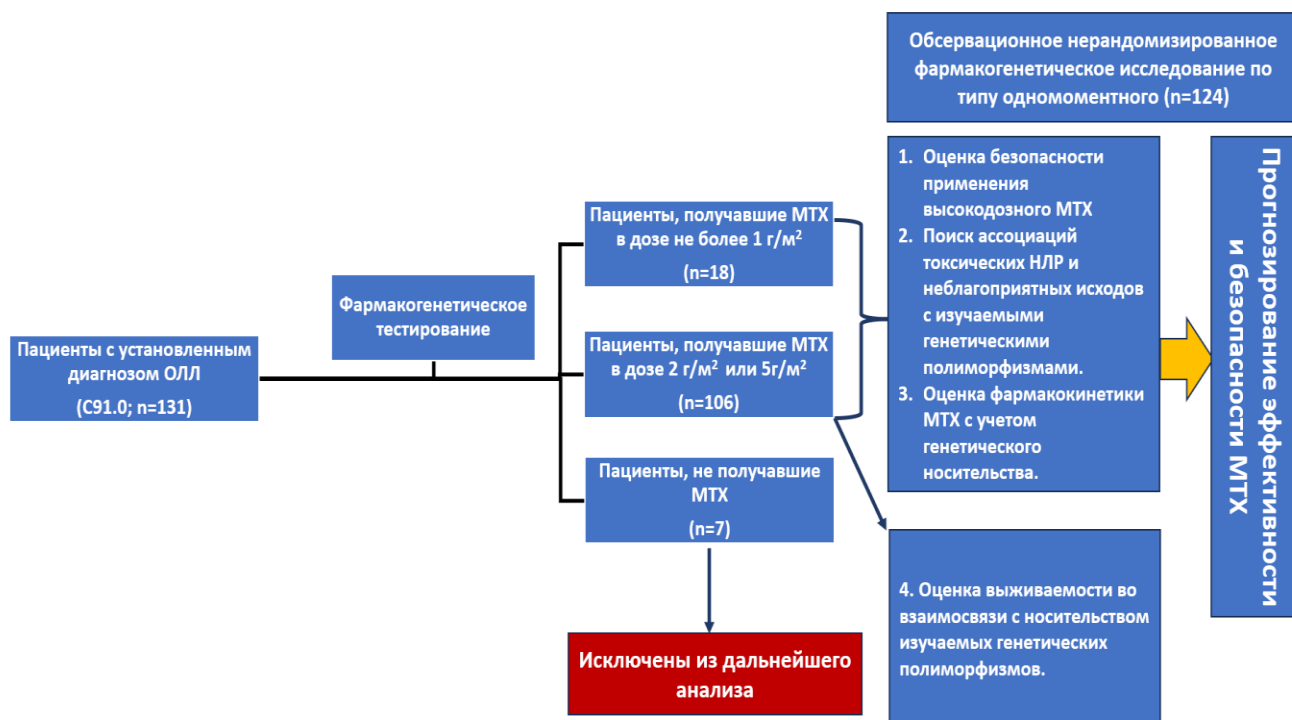 Пациенты с установленным
диагнозом ОЛЛ
(С91.0; n=131)
Фармакогенетическое
тестирование
Пациенты, получавшие МТХ
в дозе не более 1 г/м²
(n=18)
Пациенты, получавшие МТХ
в дозе 2 г/м² или 5г/м²
(n=106)
Пациенты, не получавшие
МТХ
(n=7)
Исключены из дальнейшего
анализа
Обсервационное нерандомизированное
фармакогенетическое исследование по
типу одномоментного (n=124)
1. Оценка безопасности
применения
высокодозного МТХ
2. Поиск ассоциаций
токсических НЛР и
неблагоприятных исходов
с изучаемыми
генетическими
полиморфизмами.
3. Оценка фармакокинетики
МТХ с учетом
генетического
носительства.
4. Оценка выживаемости во
взаимосвязи с носительством
изучаемых генетических
полиморфизмов.
Прогнозирование эффективности
и безопасности МТХ